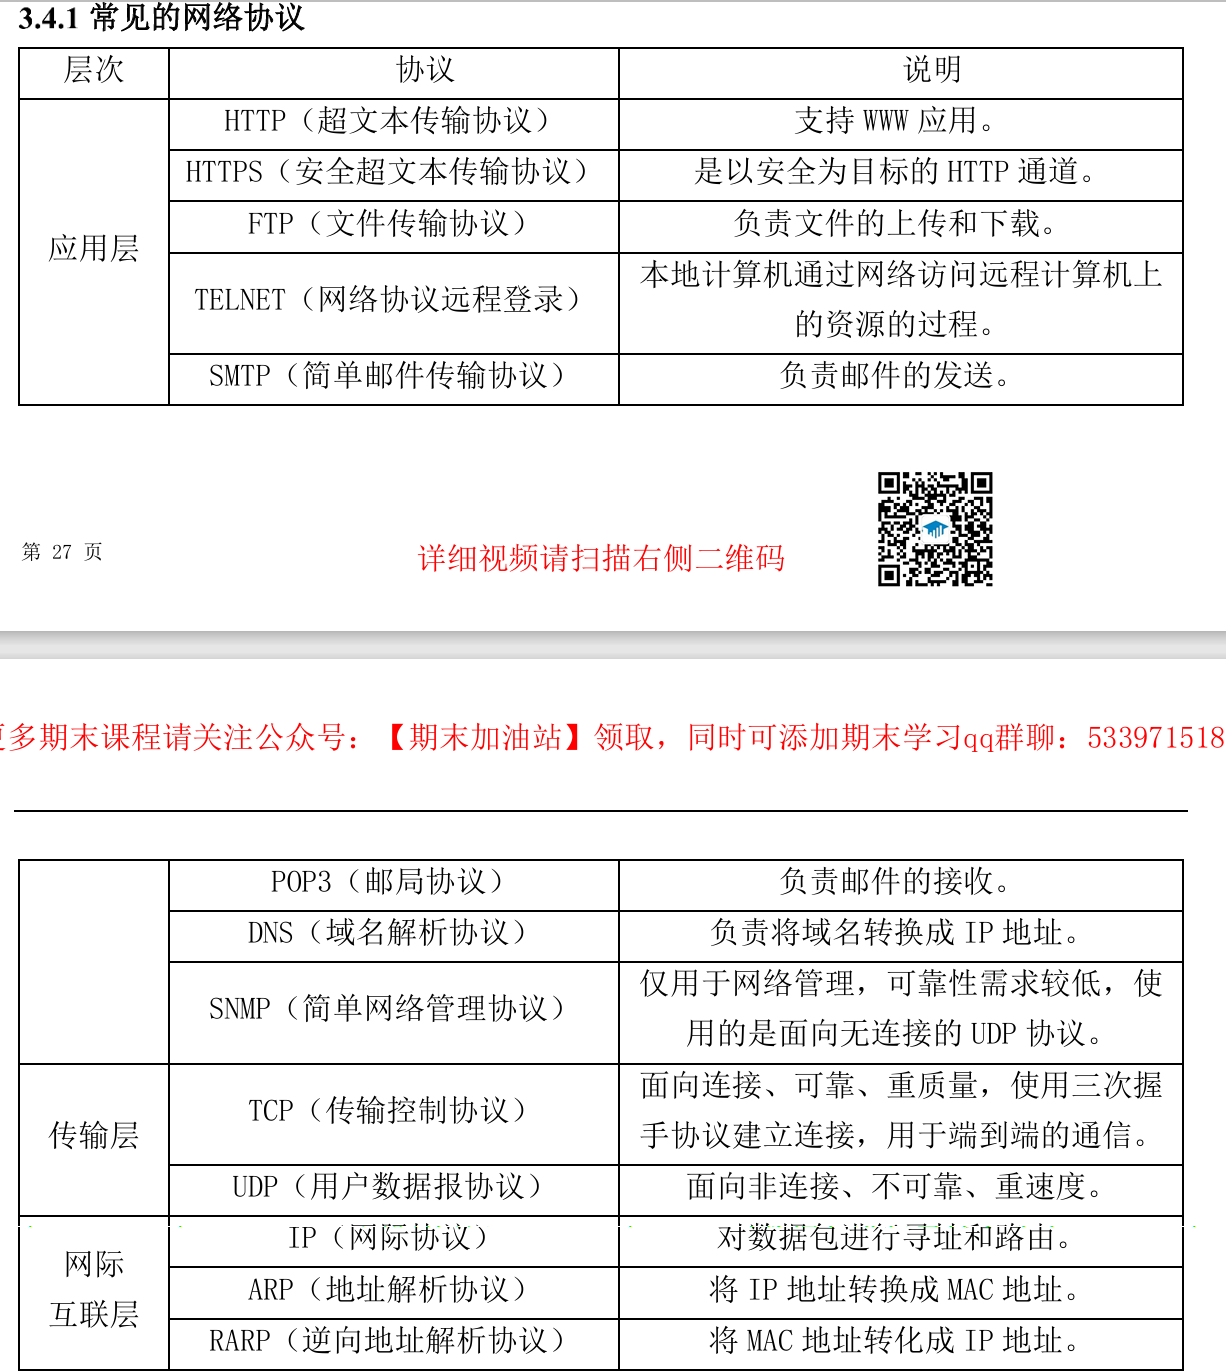 3.4.1 常见的网络协议
层次 协议 说明
应用层
HTTP（超文本传输协议） 支持 WWW 应用。
HTTPS（安全超文本传输协议） 是以安全为目标的 HTTP 通道。
FTP（文件传输协议） 负责文件的上传和下载。
TELNET（网络协议远程登录） 本地计算机通过网络访问远程计算机上
的资源的过程。
SMTP（简单邮件传输协议） 负责邮件的发送。
第 27 页
详细视频请扫描右侧二维码
更多期末课程请关注公众号：【期末加油站】领取，同时可添加期末学习qq群聊：533971518
POP3（邮局协议） 负责邮件的接收。
DNS（域名解析协议） 负责将域名转换成 IP 地址。
SNMP（简单网络管理协议） 仅用于网络管理，可靠性需求较低，使
用的是面向无连接的 UDP 协议。
传输层
TCP（传输控制协议） 面向连接、可靠、重质量，使用三次握
手协议建立连接，用于端到端的通信。
UDP（用户数据报协议） 面向非连接、不可靠、重速度。
网际
互联层
IP（网际协议） 对数据包进行寻址和路由。
ARP（地址解析协议） 将 IP 地址转换成 MAC 地址。
RARP（逆向地址解析协议） 将 MAC 地址转化成 IP 地址。